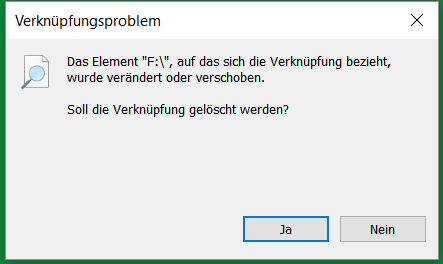 Verknüpfungsproblem
Das Element "F:\", auf das sich die Verknüpfung bezieht,
wurde verändert oder verschoben.
Soll die Verknüpfung gelöscht werden?
Ja
Nein